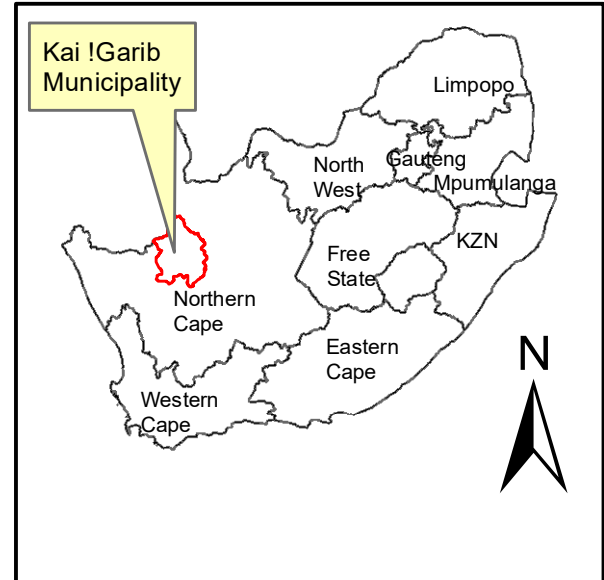 Kai !Garib
Municipality
Limpopo
North
West
Gauteng
Mpumulanga
KZN
Free
State
Northern
Cape
Eastern
Cape
Western
Cape
N